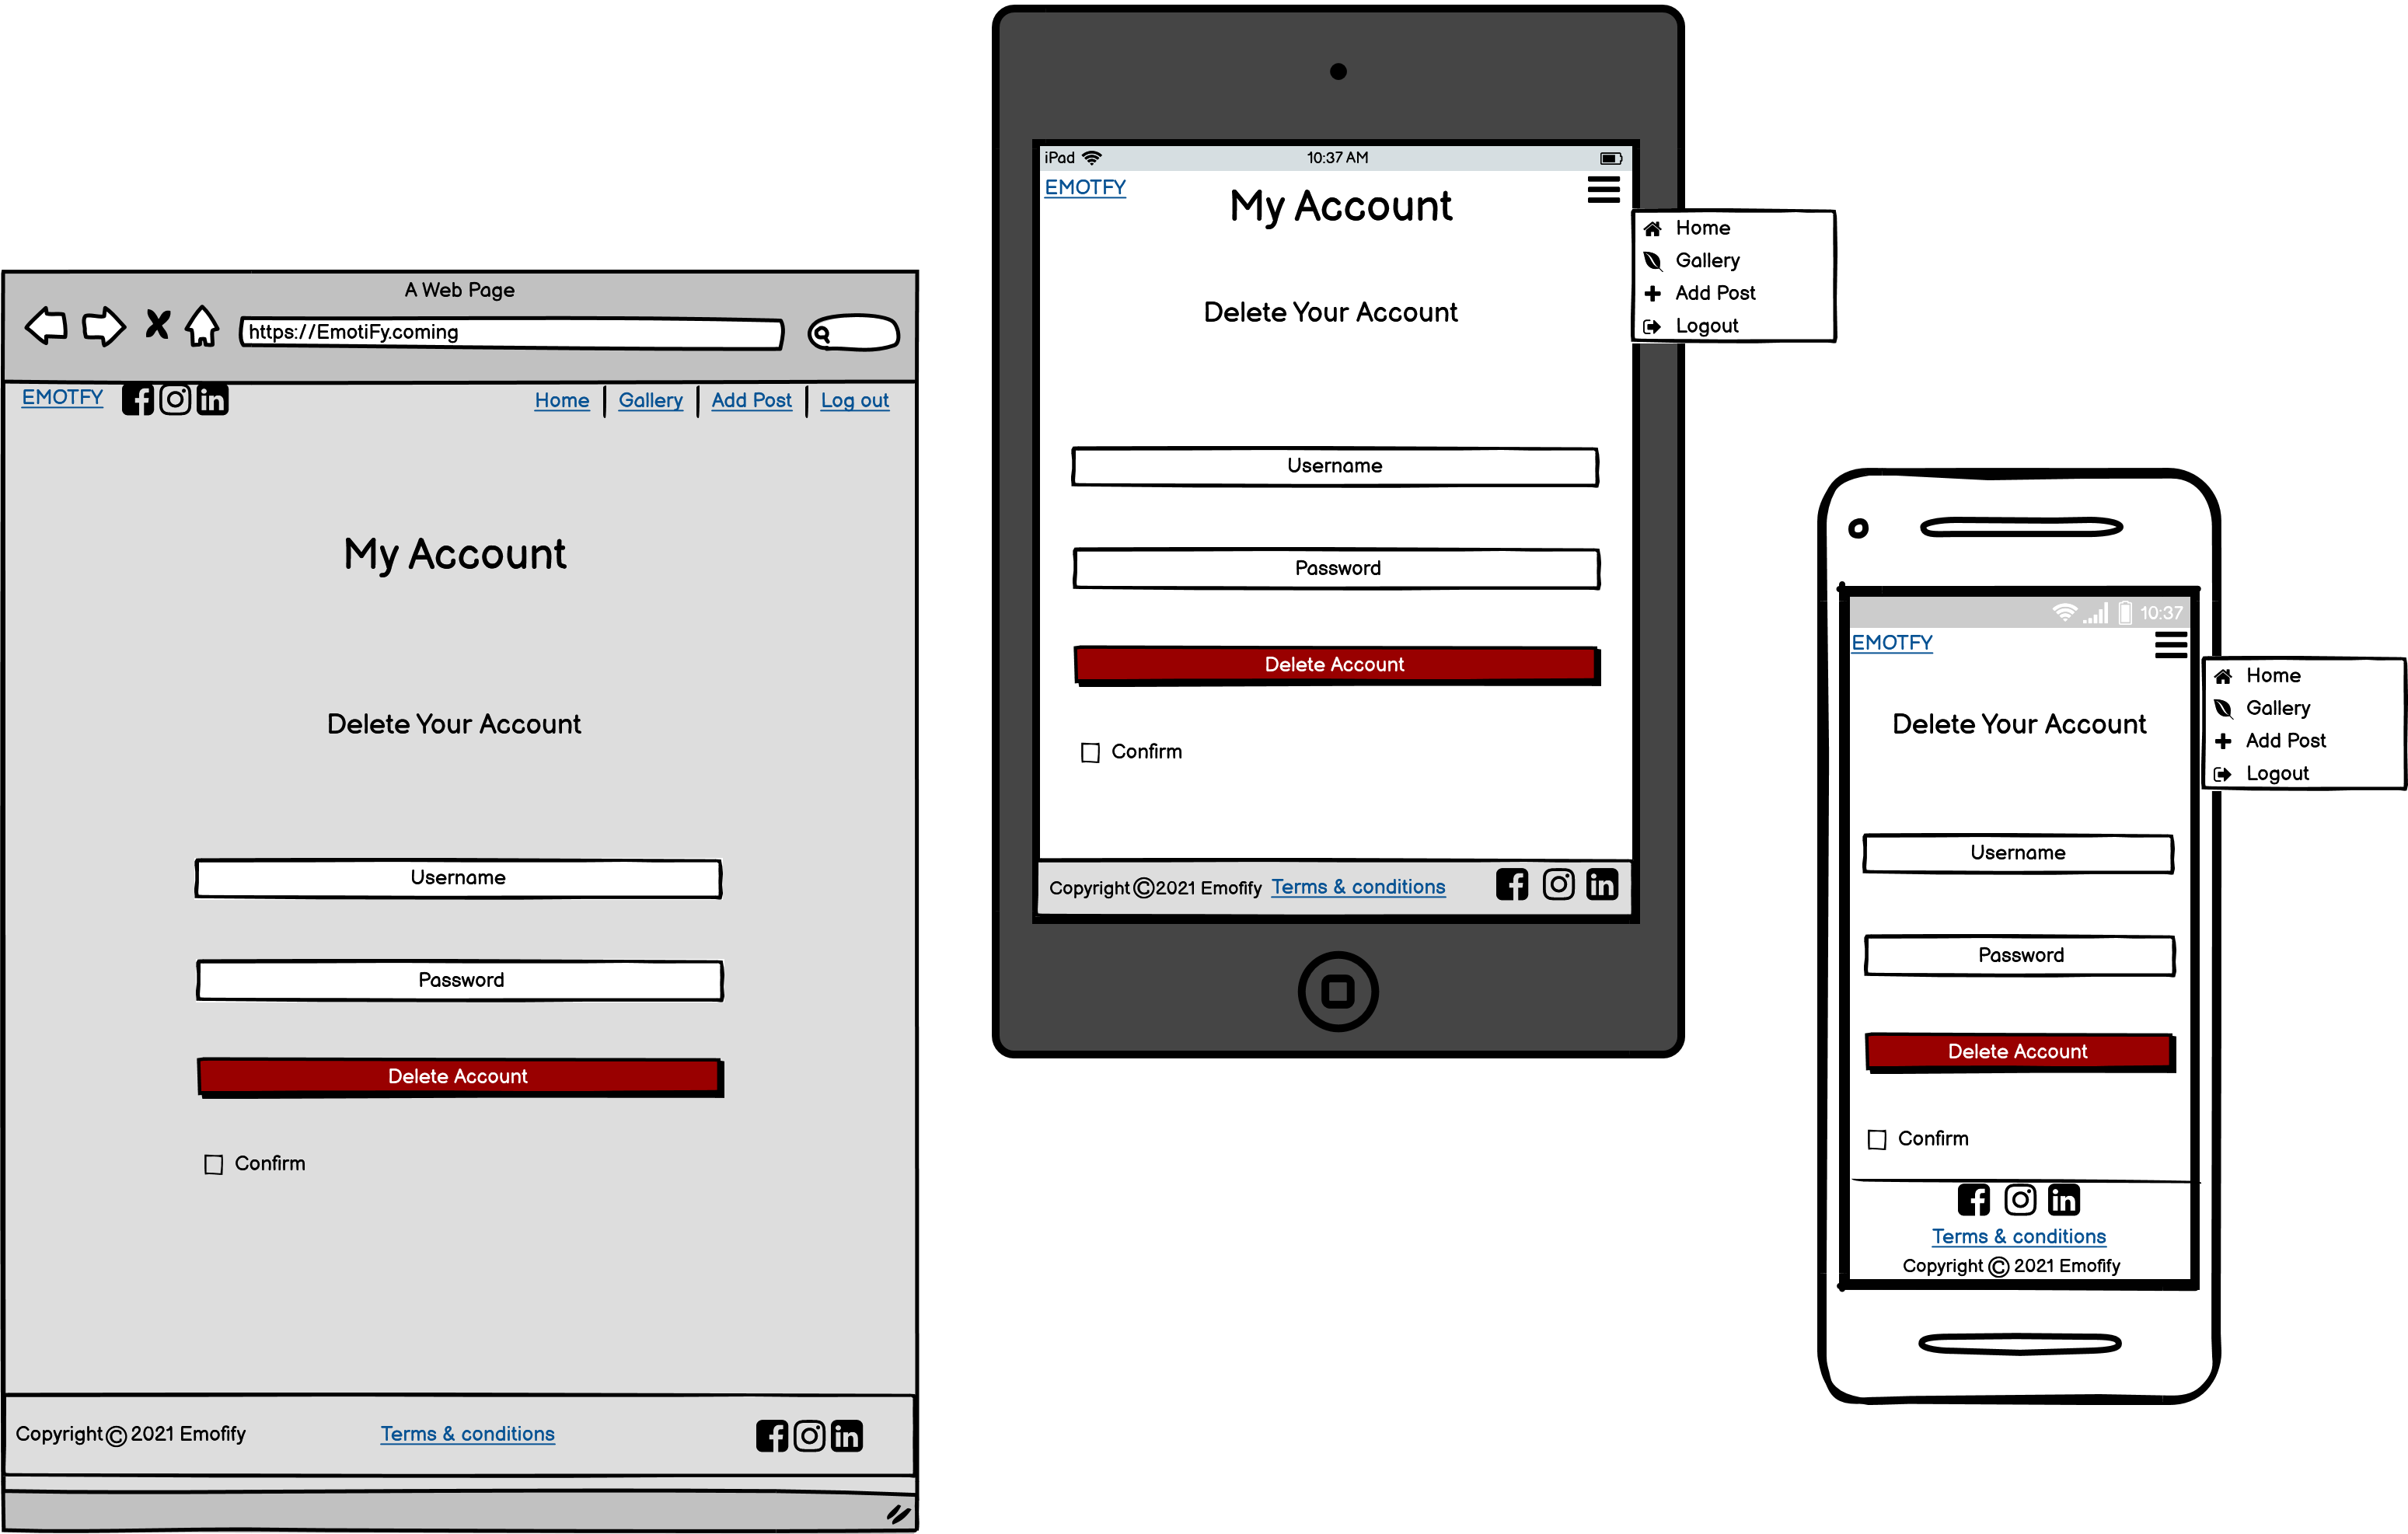 A Web Page
https://EmotiFy.coming
EMOTFY
Home
Gallery
Add Post
Log out
My Account
Delete Your Account
Username
Password
Delete Account
Confirm
Copyright © 2021 Emofify
Terms & conditions
iPad
10:37 AM
EMOTFY
My Account
Home
Gallery
Add Post
Logout
Delete Your Account
Username
Password
Delete Account
Confirm
Copyright © 2021 Emofify Terms & conditions
10:37
EMOTFY
Home
Gallery
Add Post
Logout
Delete Your Account
Username
Password
Delete Account
Confirm
Terms & conditions
Copyright © 2021 Emofify